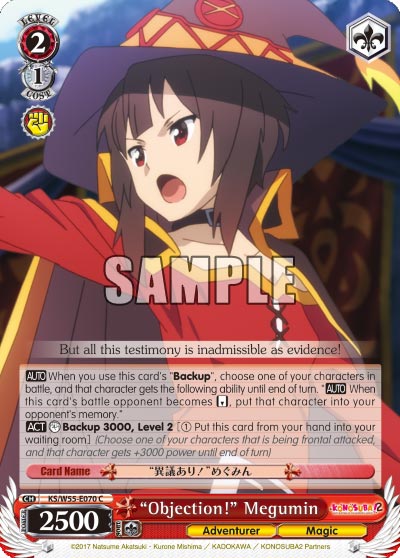 LEVEL
2
1
COST
SAMPLE
But all this testimony is inadmissible as evidence!
AUTO When you use this card's "Backup", choose one of your characters in
battle, and that character gets the following ability until end of turn. "AUTO When
this card's battle opponent becomes , put that character into your
opponent's memory."
ACT Backup 3000, Level 2 [① Put this card from your hand into your
waiting room] (Choose one of your characters that is being frontal attacked,
and that character gets +3000 power until end of turn)
Card Name "異議あり!"めぐみん
CH KS/W55-E070 C
POWER 2500
"Objection!" Megumin
KONOSUBA 2
Adventurer Magic
©2017 Natsume Akatsuki・Kurone Mishima / KADOKAWA / KONOSUBA2 Partners